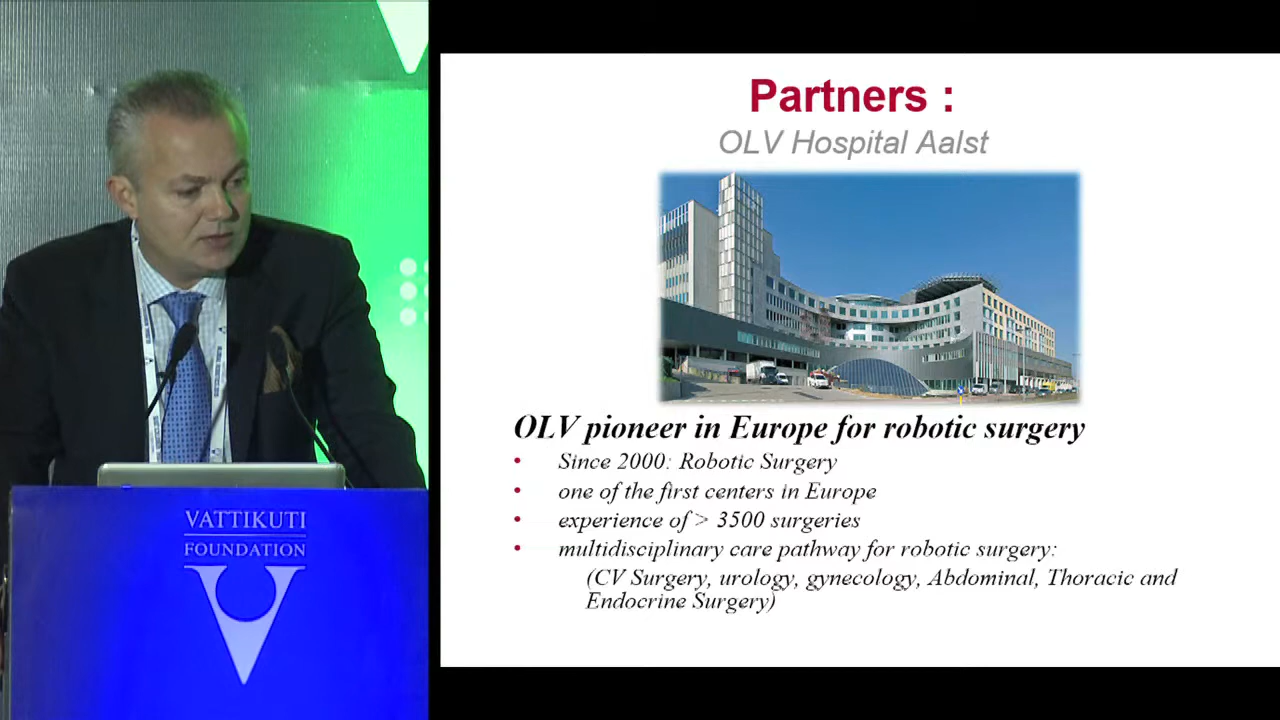 VATTIKUTI
FOUNDATION
Partners :
OLV Hospital Aalst
OLV pioneer in Europe for robotic surgery
• Since 2000: Robotic Surgery
• one of the first centers in Europe
• experience of > 3500 surgeries
• multidisciplinary care pathway for robotic surgery:
(CV Surgery, urology, gynecology, Abdominal, Thoracic and
Endocrine Surgery)